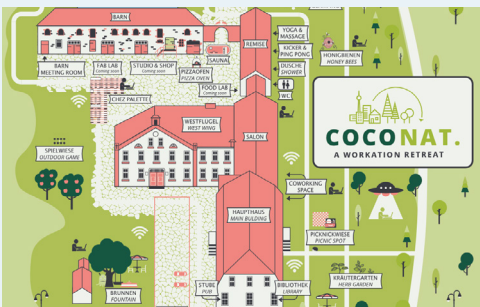 BARN
REMISE
YOGA &
MASSAGE
KICKER &
PING PONG
DUSCHE
SHOWER
WC
HONIGBIENEN
HONEY BEES
BARN
MEETING ROOM
FAB LAB
Coming soon
STUDIO & SHOP
Coming soon
SAUNA
PIZZAOFEN
PIZZA OVEN
FOOD LAB
Coming soon
CHEZ PALETTE
WESTFLÜGEL
WEST WING
SALON
COCONAT.
A WORKATION RETREAT
SPIELWIESE
OUTDOOR GAME
COWORKING
SPACE
HAUPTHAUS
MAIN BULDING
PICKNICKWIESE
PICNIC SPOT
KRÄUTERGARTEN
HERB GARDEN
BRUNNEN
FOUNTAIN
STUBE
PUB
BIBLIOTHEK
LIBRARY